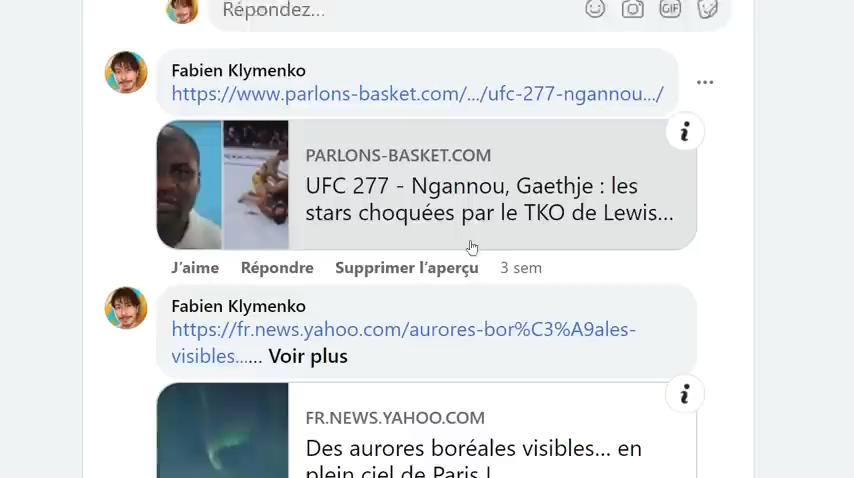 Répondez...
GIF
Fabien Klymenko
https://www.parlons-basket.com/.../ufc-277-ngannou.../
PARLONS-BASKET.COM
UFC 277 - Ngannou, Gaethje : les
stars choquées par le TKO de Lewis...
J'aime Répondre Supprimer l'aperçu 3 sem
Fabien Klymenko
https://fr.news.yahoo.com/aurores-bor%C3%A9ales-
visibles...... Voir plus
FR.NEWS.YAHOO.COM
Des aurores boréales visibles... en
plein ciel de Paris !